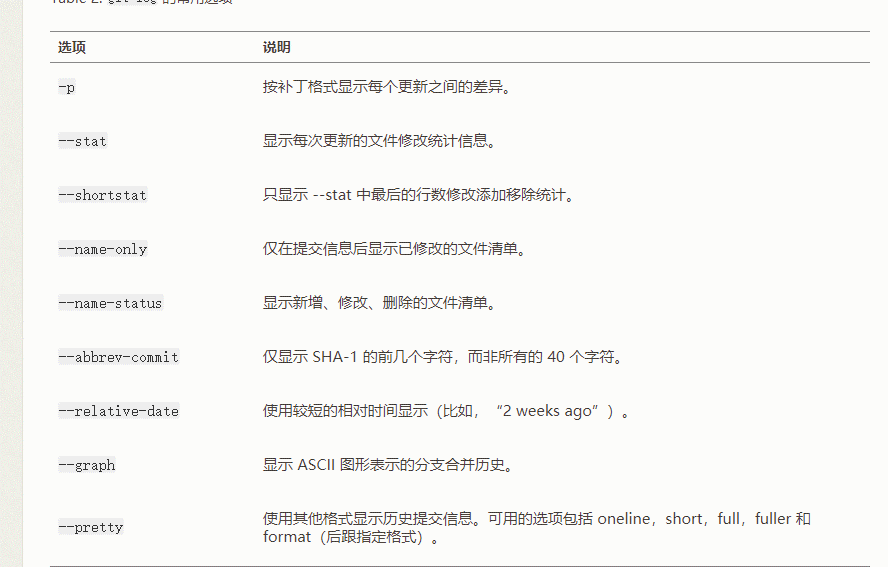 Table 2. git log 的常用选项
选项 说明
-p 按补丁格式显示每个更新之间的差异。
--stat 显示每次更新的文件修改统计信息。
--shortstat 只显示 --stat 中最后的行数修改添加移除统计。
--name-only 仅在提交信息后显示已修改的文件清单。
--name-status 显示新增、修改、删除的文件清单。
--abbrev-commit 仅显示 SHA-1 的前几个字符，而非所有的 40 个字符。
--relative-date 使用较短的相对时间显示（比如，“2 weeks ago”）。
--graph 显示 ASCII 图形表示的分支合并历史。
--pretty 使用其他格式显示历史提交信息。可用的选项包括 oneline，short，full，fuller 和
format（后跟指定格式）。